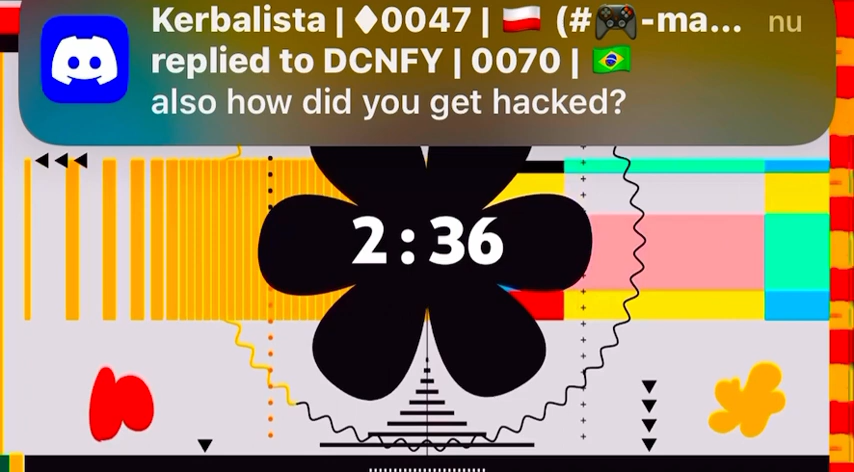 Kerbalista | ♦0047 | 🇵🇱 (#🎮-ma... nu
replied to DCNFY | 0070 | 🇧🇷
also how did you get hacked?
2:36